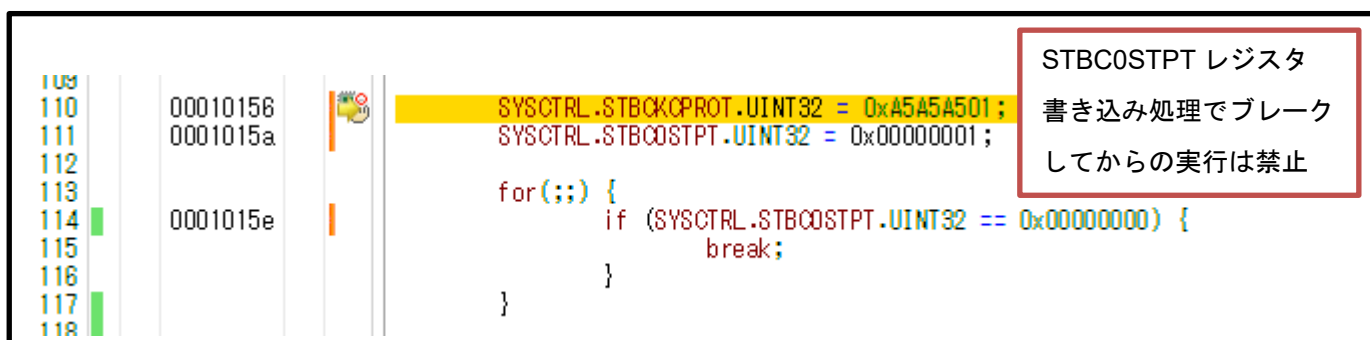 STBC0STPT レジスタ
書き込み処理でブレーク
してからの実行は禁止
109
110 00010156 SYSCTRL.STBCKCPROT.UINT32 = 0xA5A5A501;
111 0001015a SYSCTRL.STBC0STPT.UINT32 = 0x00000001;
112
113 for(;;) {
114 0001015e if (SYSCTRL.STBC0STPT.UINT32 == 0x00000000) {
115 break;
116 }
117 }
118